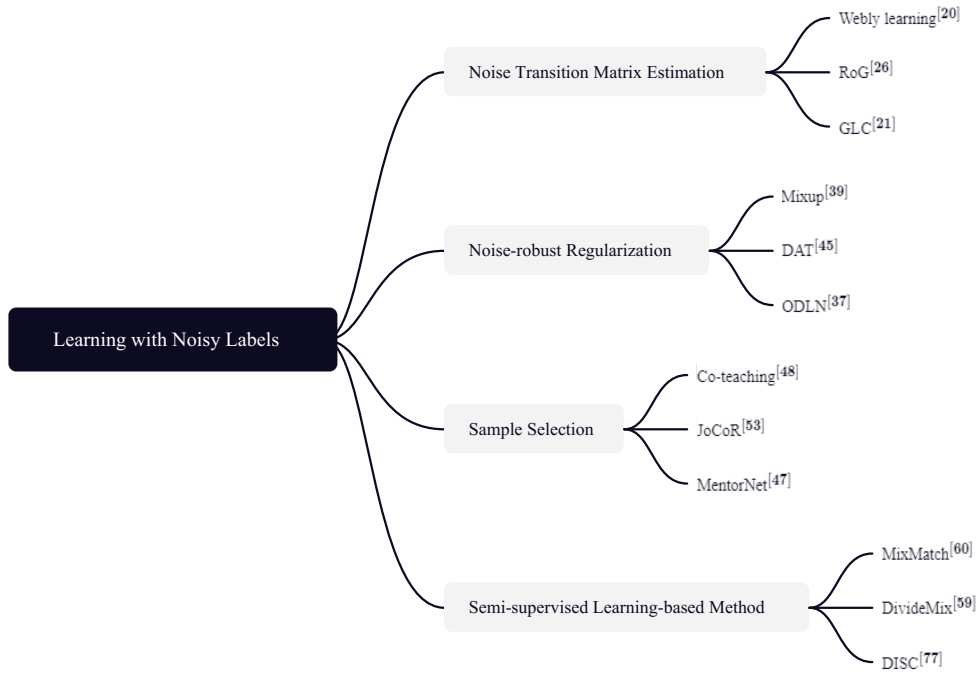 Learning with Noisy Labels
Noise Transition Matrix Estimation
Webly learning[20]
RoG[26]
GLC[21]
Noise-robust Regularization
Mixup[39]
DAT[45]
ODLN[37]
Sample Selection
Co-teaching[48]
JoCoR[53]
MentorNet[47]
Semi-supervised Learning-based Method
MixMatch[60]
DivideMix[59]
DISC[77]